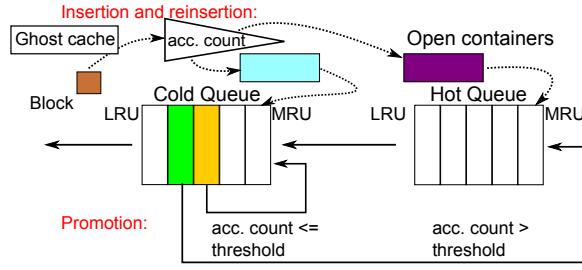 Insertion and reinsertion:
Ghost cache
acc. count
Open containers
Block
Cold Queue
Hot Queue
LRU
MRU
LRU
MRU
Promotion:
acc. count <=
threshold
acc. count >
threshold